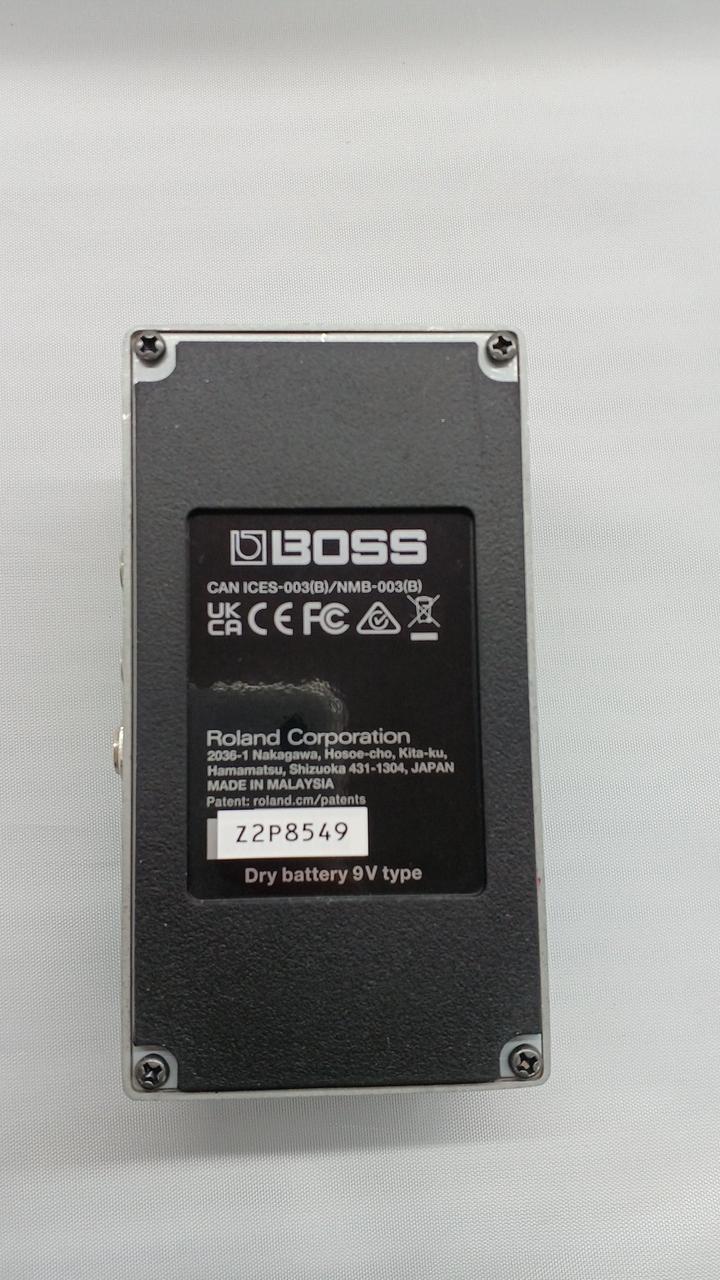 BOSS
CAN ICES-003(B)/NMB-003(B)
UK CA CE FC
Roland Corporation
2036-1 Nakagawa, Hosoe-cho, Kita-ku,
Hamamatsu, Shizuoka 431-1304, JAPAN
MADE IN MALAYSIA
Patent: roland.cm/patents
Z2P8549
Dry battery 9V type